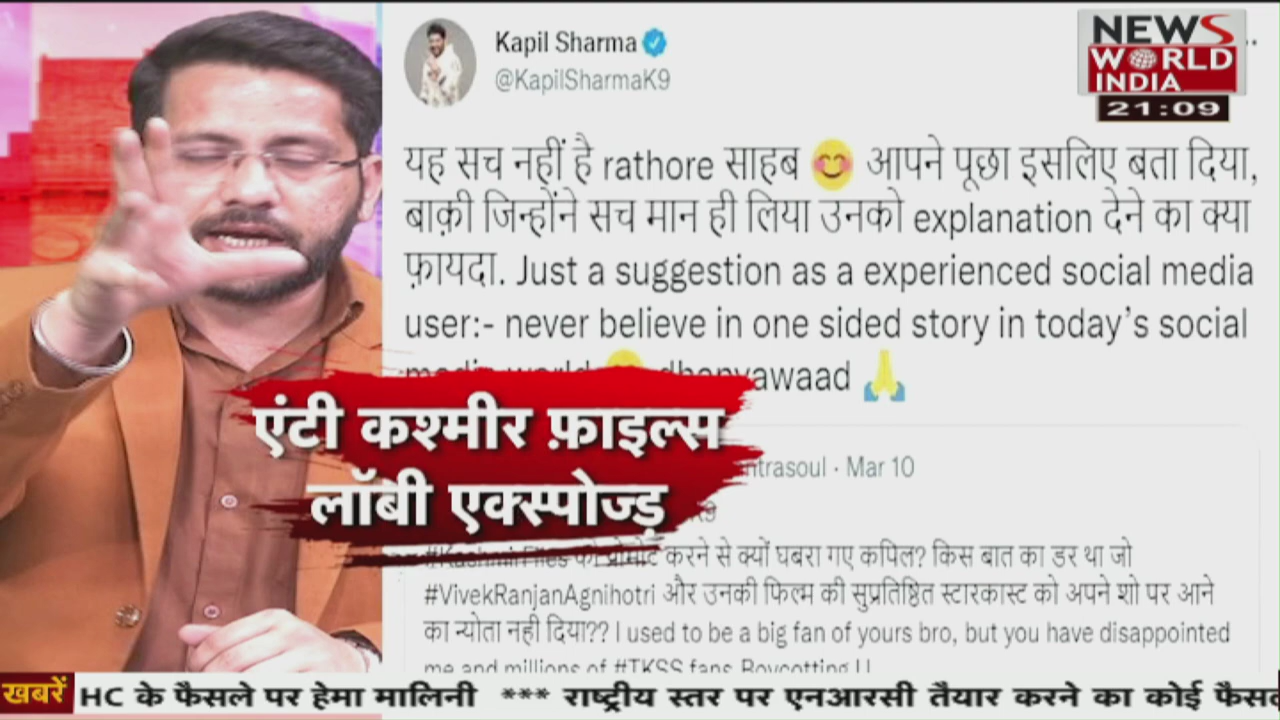 Kapil Sharma
@KapilSharmaK9
NEWS
WORLD
INDIA
21:09
यह सच नहीं है rathore साहब 😊 आपने पूछा इसलिए बता दिया,
बाक़ी जिन्होंने सच मान ही लिया उनको explanation देने का क्या
फ़ायदा. Just a suggestion as a experienced social media
user:- never believe in one sided story in today’s social
media world dhanyawaad 🙏
एंटी कश्मीर फ़ाइल्स
लॉबी एक्स्पोज्ड़
ntrasoul · Mar 10
#KashmiriFiles को प्रोमोट करने से क्यों घबरा गए कपिल? किस बात का डर था जो
#VivekRanjanAgnihotri और उनकी फिल्म की सुप्रतिष्ठित स्टारकास्ट को अपने शो पर आने
का न्योता नही दिया?? I used to be a big fan of yours bro, but you have disappointed
me and millions of #TKSS fans Boycotting U
खबरें HC के फैसले पर हेमा मालिनी *** राष्ट्रीय स्तर पर एनआरसी तैयार करने का कोई